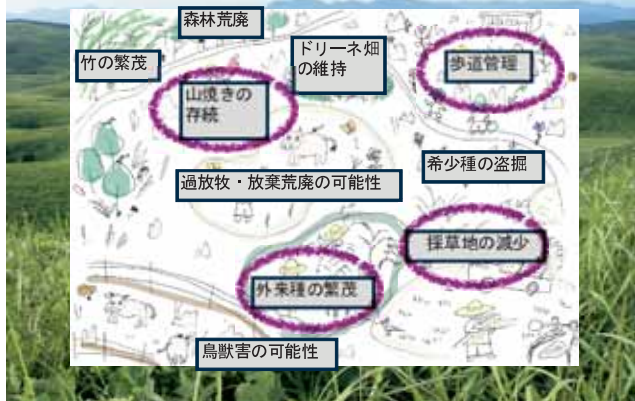 森林荒廃
竹の繁茂
ドリーネ畑
の維持
歩道管理
山焼きの
存続
過放牧・放棄荒廃の可能性
希少種の盗掘
採草地の減少
外来種の繁茂
鳥獣害の可能性